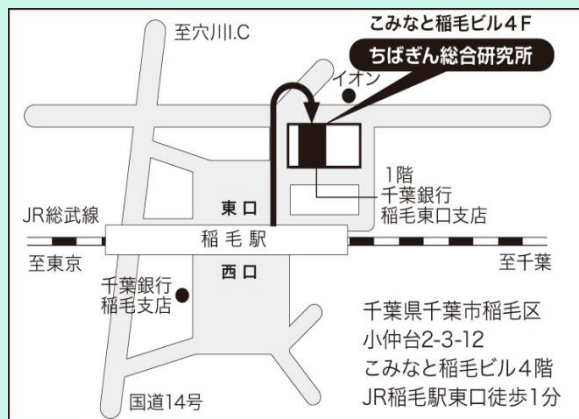 こみなと稲毛ビル4F
ちばぎん総合研究所
至穴川I.C
イオン
1階
千葉銀行
稲毛東口支店
JR総武線
東口
稲毛駅
至東京
西口
至千葉
千葉銀行
稲毛支店
国道14号
千葉県千葉市稲毛区
小仲台2-3-12
こみなと稲毛ビル4階
JR稲毛駅東口徒歩1分